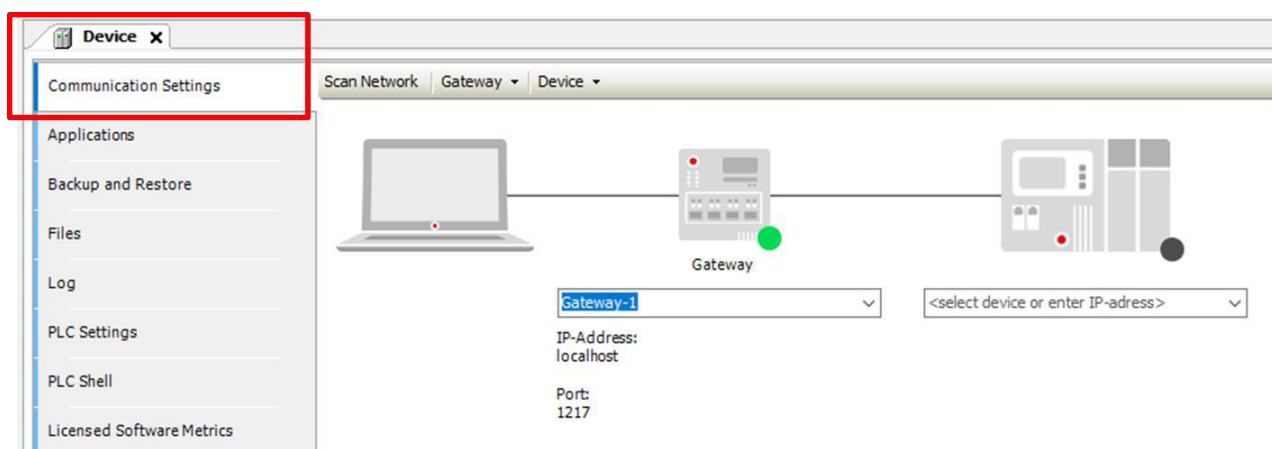 Device
Communication Settings
Scan Network Gateway Device
Applications
Backup and Restore
Files
Log
PLC Settings
PLC Shell
Licensed Software Metrics
Gateway
Gateway-1
<select device or enter IP-adress>
IP-Address:
localhost
Port:
1217